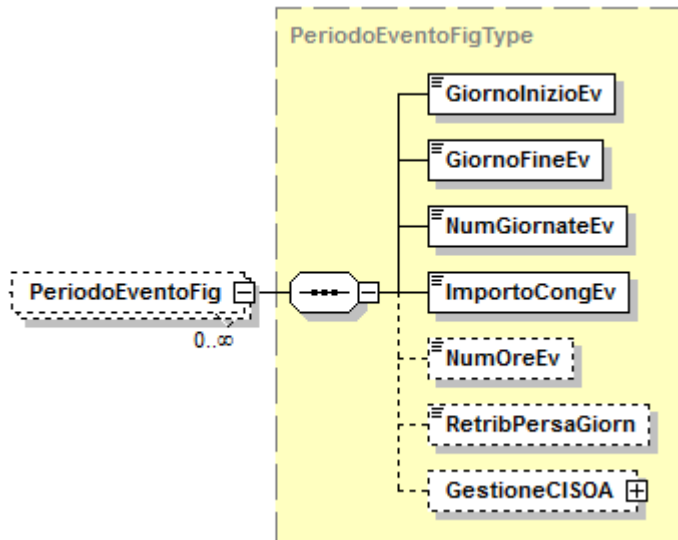 PeriodoEventoFigType
GiornoInizioEv
GiornoFineEv
NumGiornateEv
PeriodoEventoFig
0..∞
ImportoCongEv
NumOreEv
RetribPersaGiorn
GestioneCISOA